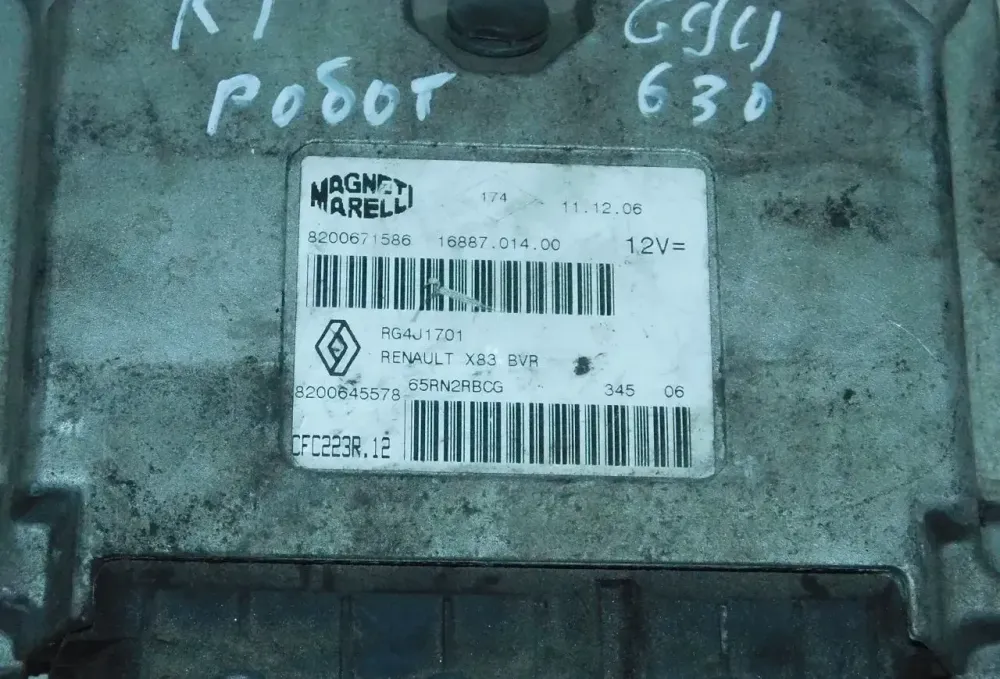 РОБОТ
G9U
630
MAGNETI
MARELLI
174 11.12.06
8200671586 16887.014.00 12V=
RG4J1701
RENAULT X83 BVR
8200645578 65RN2RBCG 345 06
CFC223R.12